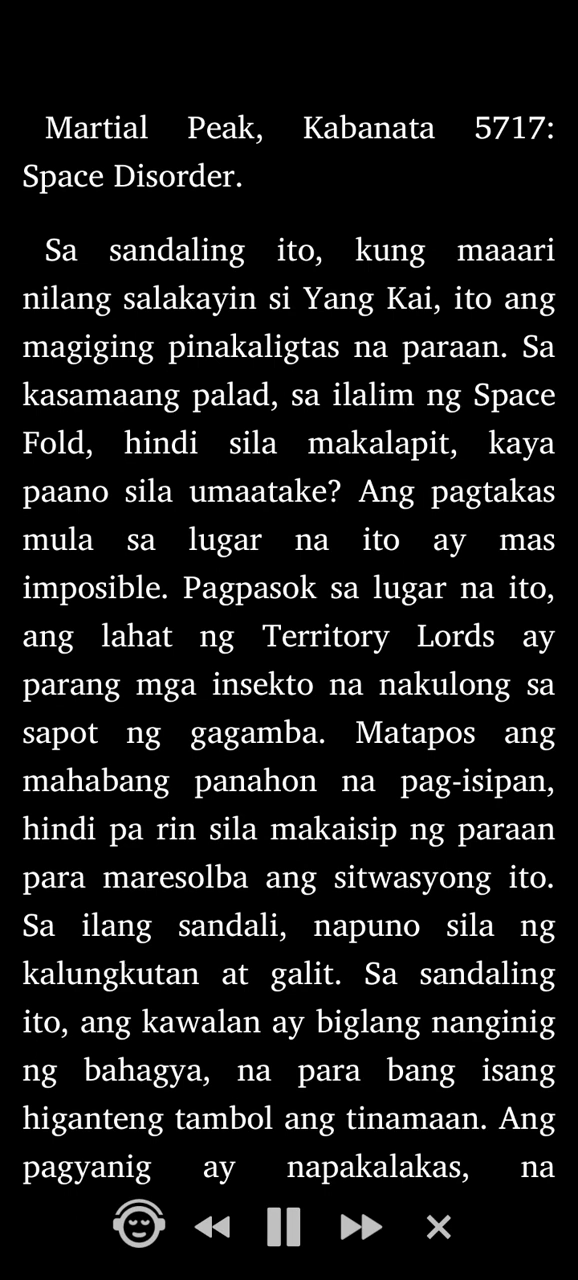 Martial Peak, Kabanata 5717:
Space Disorder.
Sa sandaling ito, kung maaari
nilang salakayin si Yang Kai, ito ang
magiging pinakaligtas na paraan. Sa
kasamaang palad, sa ilalim ng Space
Fold, hindi sila makalapit, kaya
paano sila umaatake? Ang pagtakas
mula sa lugar na ito ay mas
imposible. Pagpasok sa lugar na ito,
ang lahat ng Territory Lords ay
parang mga insekto na nakulong sa
sapot ng gagamba. Matapos ang
mahabang panahon na pag-isipan,
hindi pa rin sila makaisip ng paraan
para maresolba ang sitwasyong ito.
Sa ilang sandali, napuno sila ng
kalungkutan at galit. Sa sandaling
ito, ang kawalan ay biglang nanginig
ng bahagya, na para bang isang
higanteng tambol ang tinamaan. Ang
pagyanig ay napakalakas, na